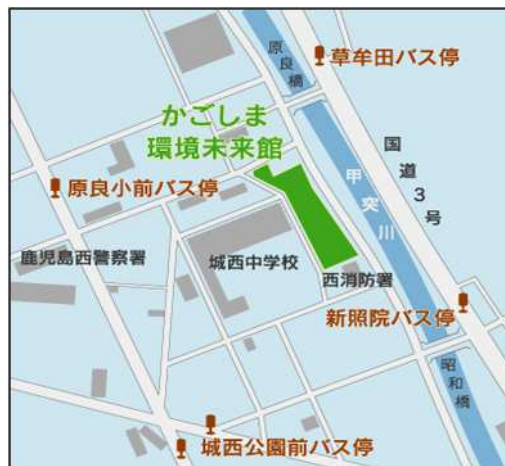 原良橋
草牟田バス停
かごしま
環境未来館
国道3号
甲突川
原良小前バス停
鹿児島西警察署
城西中学校
西消防署
新照院バス停
昭和橋
城西公園前バス停